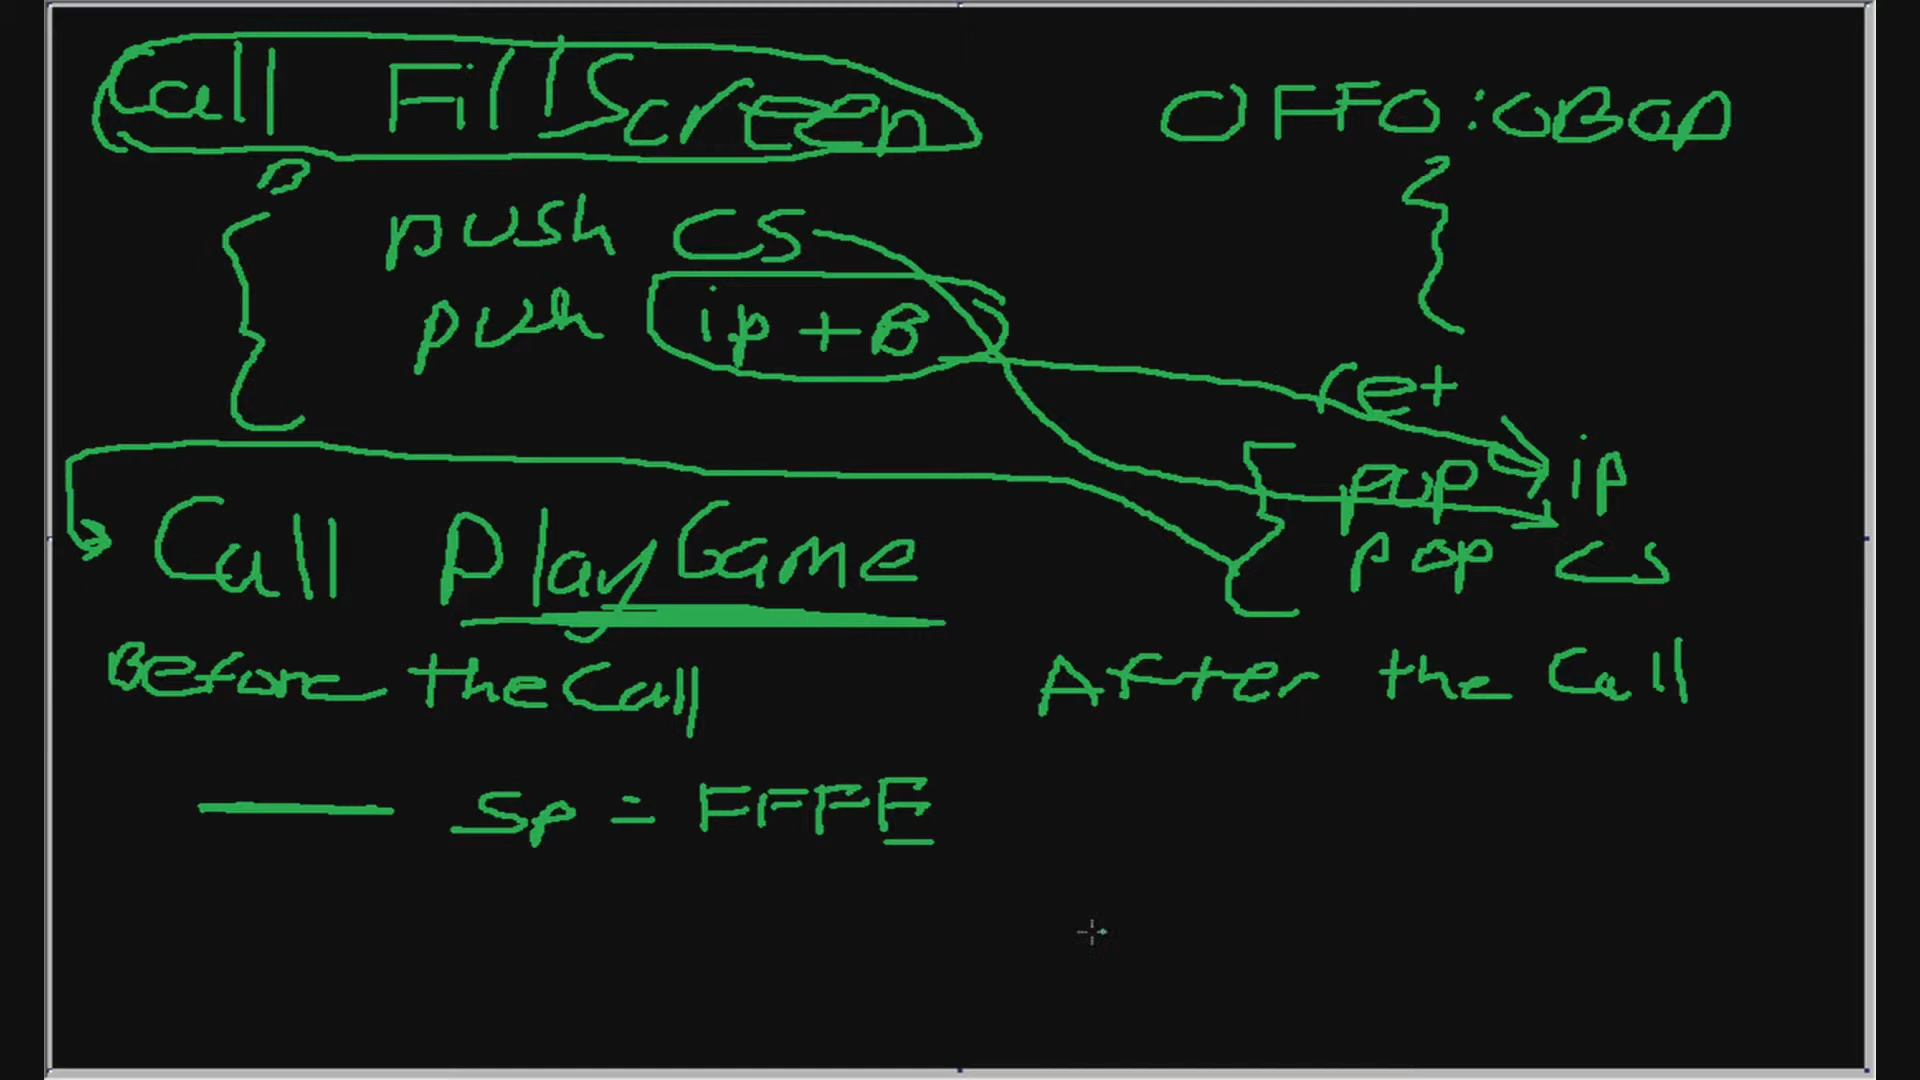 Call FillScreen
OFF0:0B0D
push CS
push ip + B
ret
pop ip
pop CS
Call PlayGame
Before the Call
After the Call
Sp = FFFE